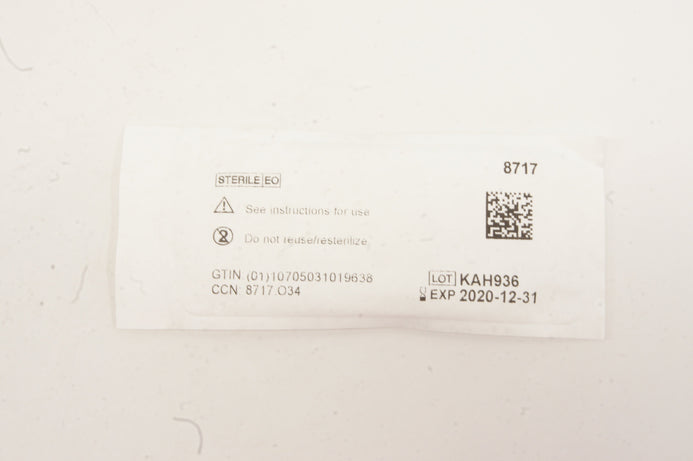 8717
STERILE EO
See instructions for use
Do not reuse/resterilize
GTIN (01)10705031019638
CCN: 8717.O34
LOT KAH936
EXP 2020-12-31